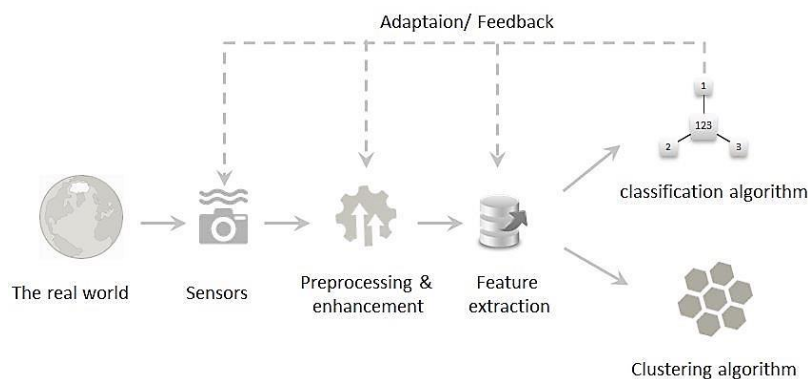 Adaptaion/ Feedback
1
123
2
3
classification algorithm
The real world
Sensors
Preprocessing &
enhancement
Feature
extraction
Clustering algorithm